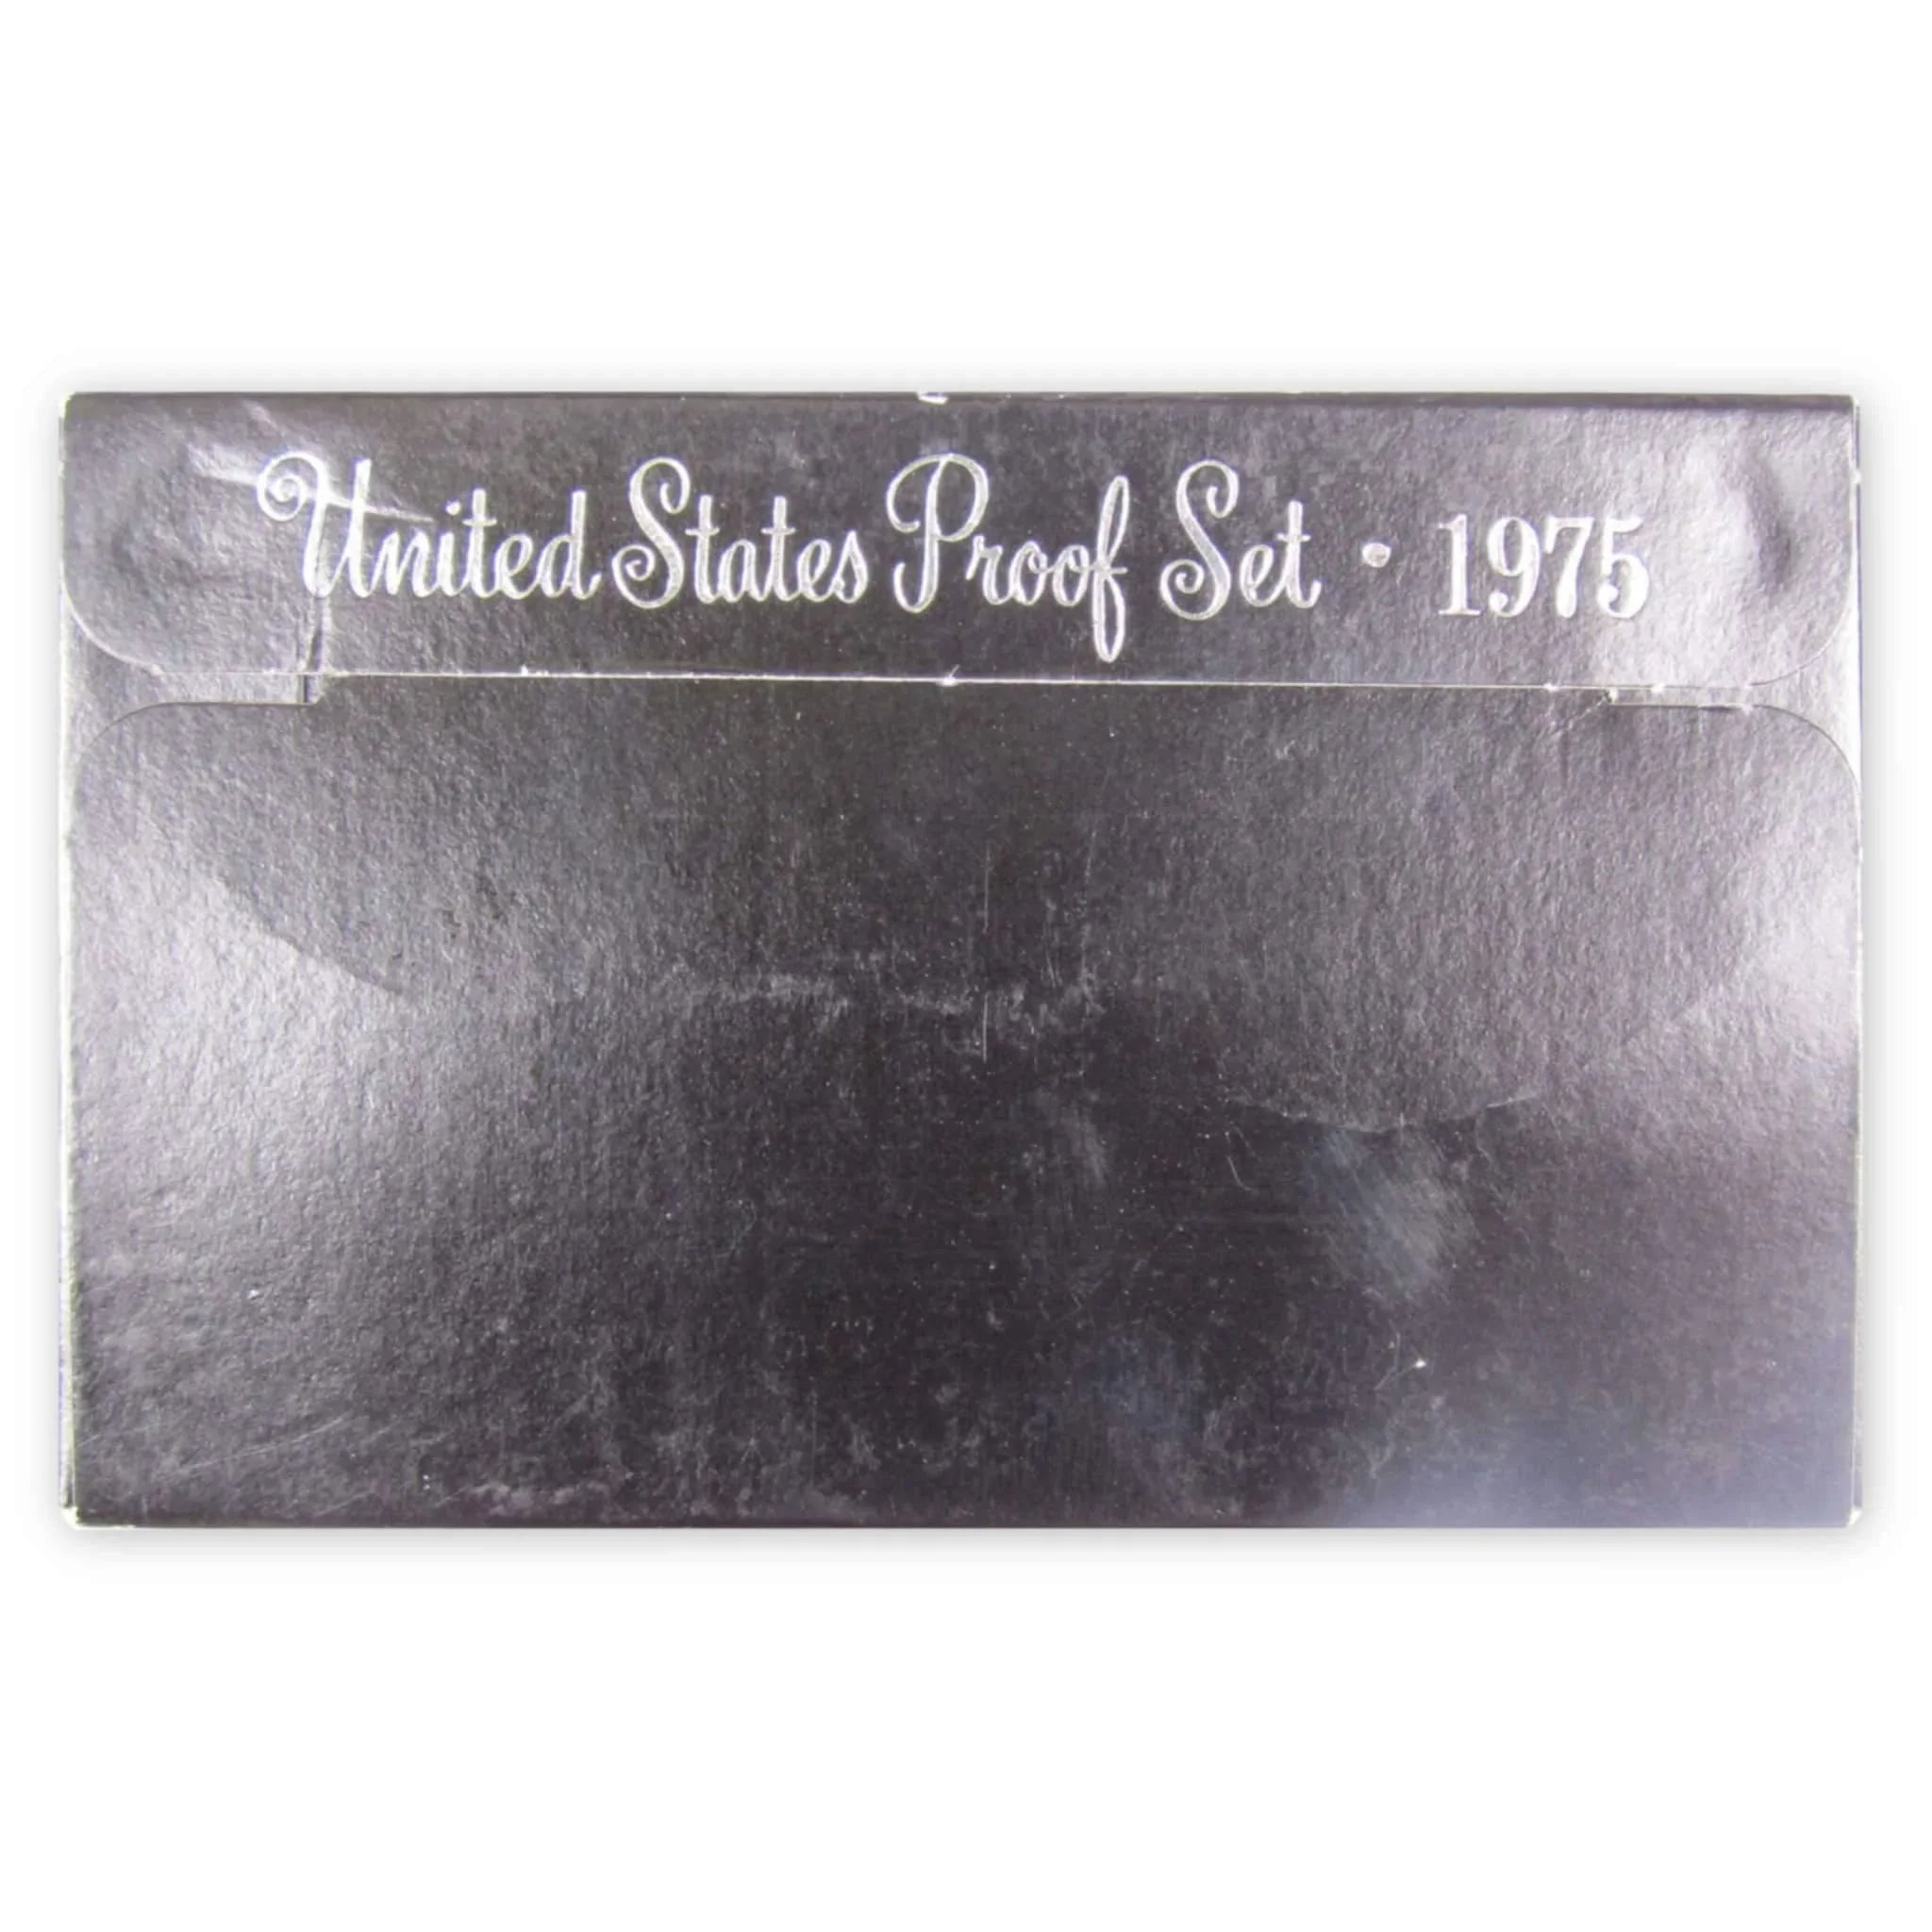 United States Proof Set • 1975